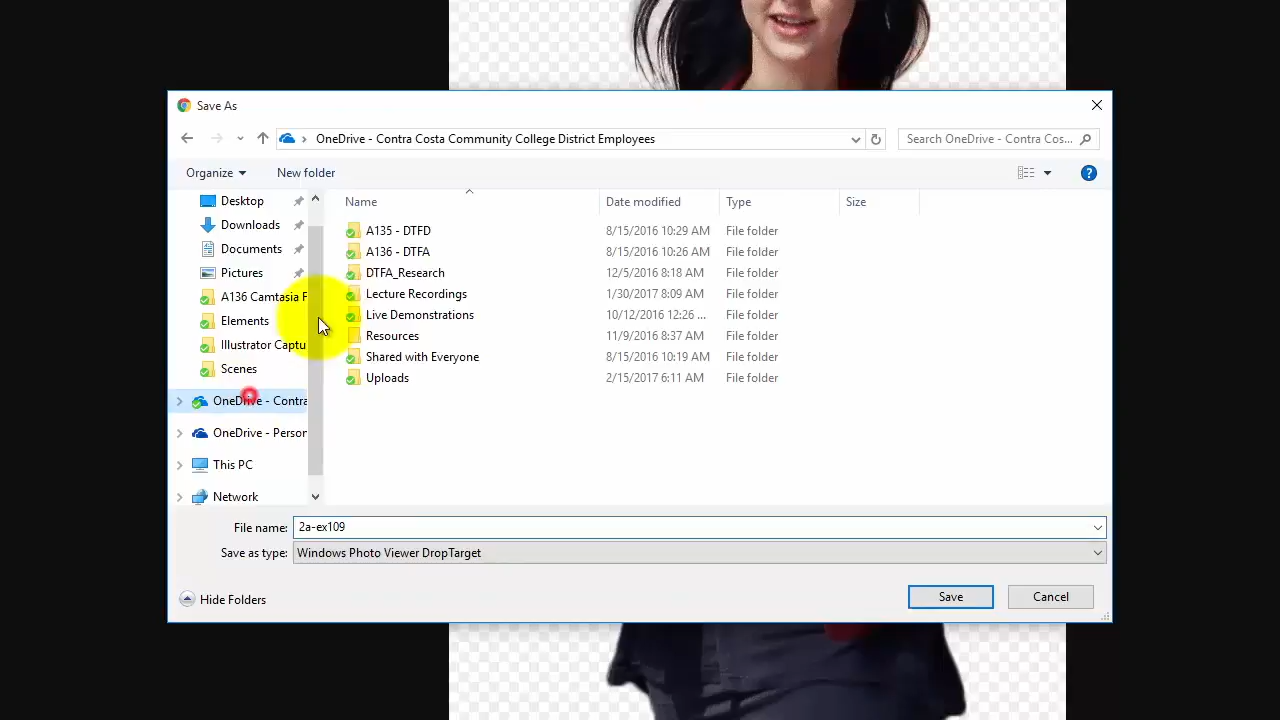 Save As
OneDrive - Contra Costa Community College District Employees
Search OneDrive - Contra Cos...
Organize
New folder
Name
Date modified
Type
Size
Desktop
Downloads
Documents
Pictures
A136 Camtasia F
Elements
Illustrator Captu
Scenes
OneDrive - Contra
OneDrive - Person
This PC
Network
A135 - DTFD 8/15/2016 10:29 AM File folder
A136 - DTFA 8/15/2016 10:26 AM File folder
DTFA_Research 12/5/2016 8:18 AM File folder
Lecture Recordings 1/30/2017 8:09 AM File folder
Live Demonstrations 10/12/2016 12:26 ... File folder
Resources 11/9/2016 8:37 AM File folder
Shared with Everyone 8/15/2016 10:19 AM File folder
Uploads 2/15/2017 6:11 AM File folder
File name: 2a-ex109
Save as type: Windows Photo Viewer DropTarget
Hide Folders
Save
Cancel